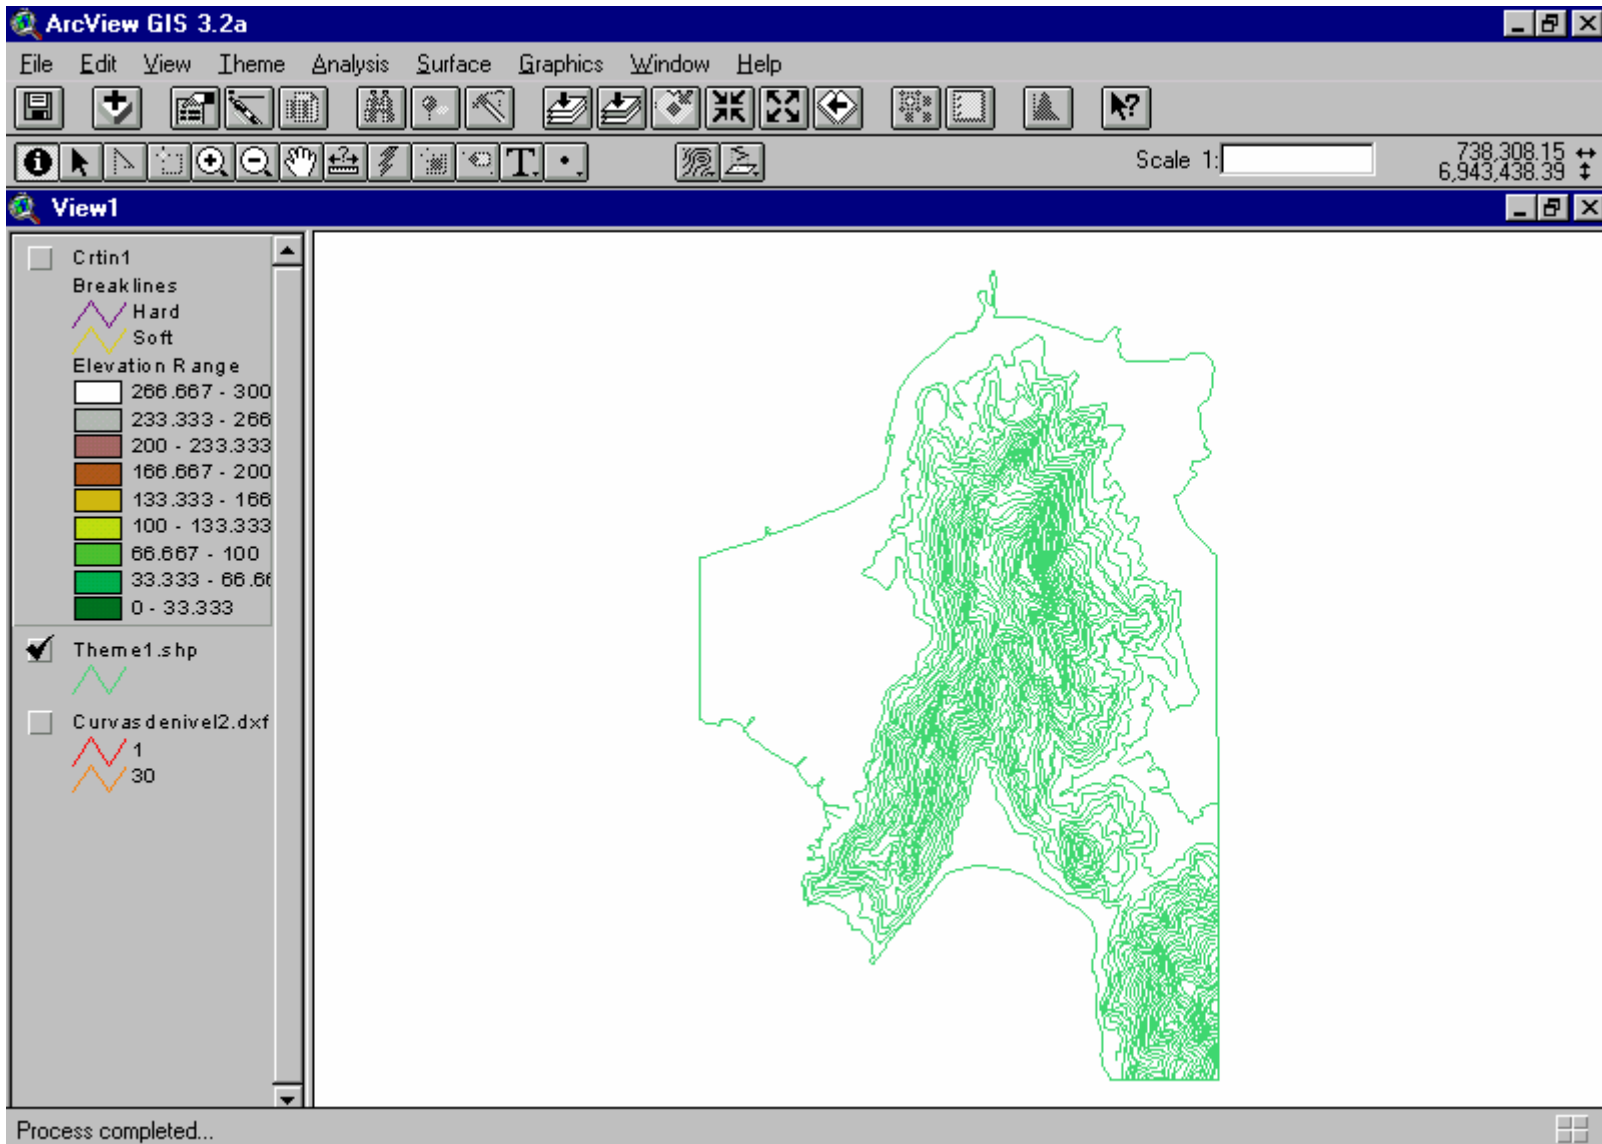 ArcView GIS 3.2a
File Edit View Theme Analysis Surface Graphics Window Help
Scale 1:
738,308.15
6,943,438.39
View1
Crtin1
Breaklines
Hard
Soft
Elevation Range
266.667 - 300
233.333 - 266
200 - 233.333
166.667 - 200
133.333 - 166
100 - 133.333
66.667 - 100
33.333 - 66.66
0 - 33.333
Theme1.shp
Curvasdenivel2.dxf
1
30
Process completed...